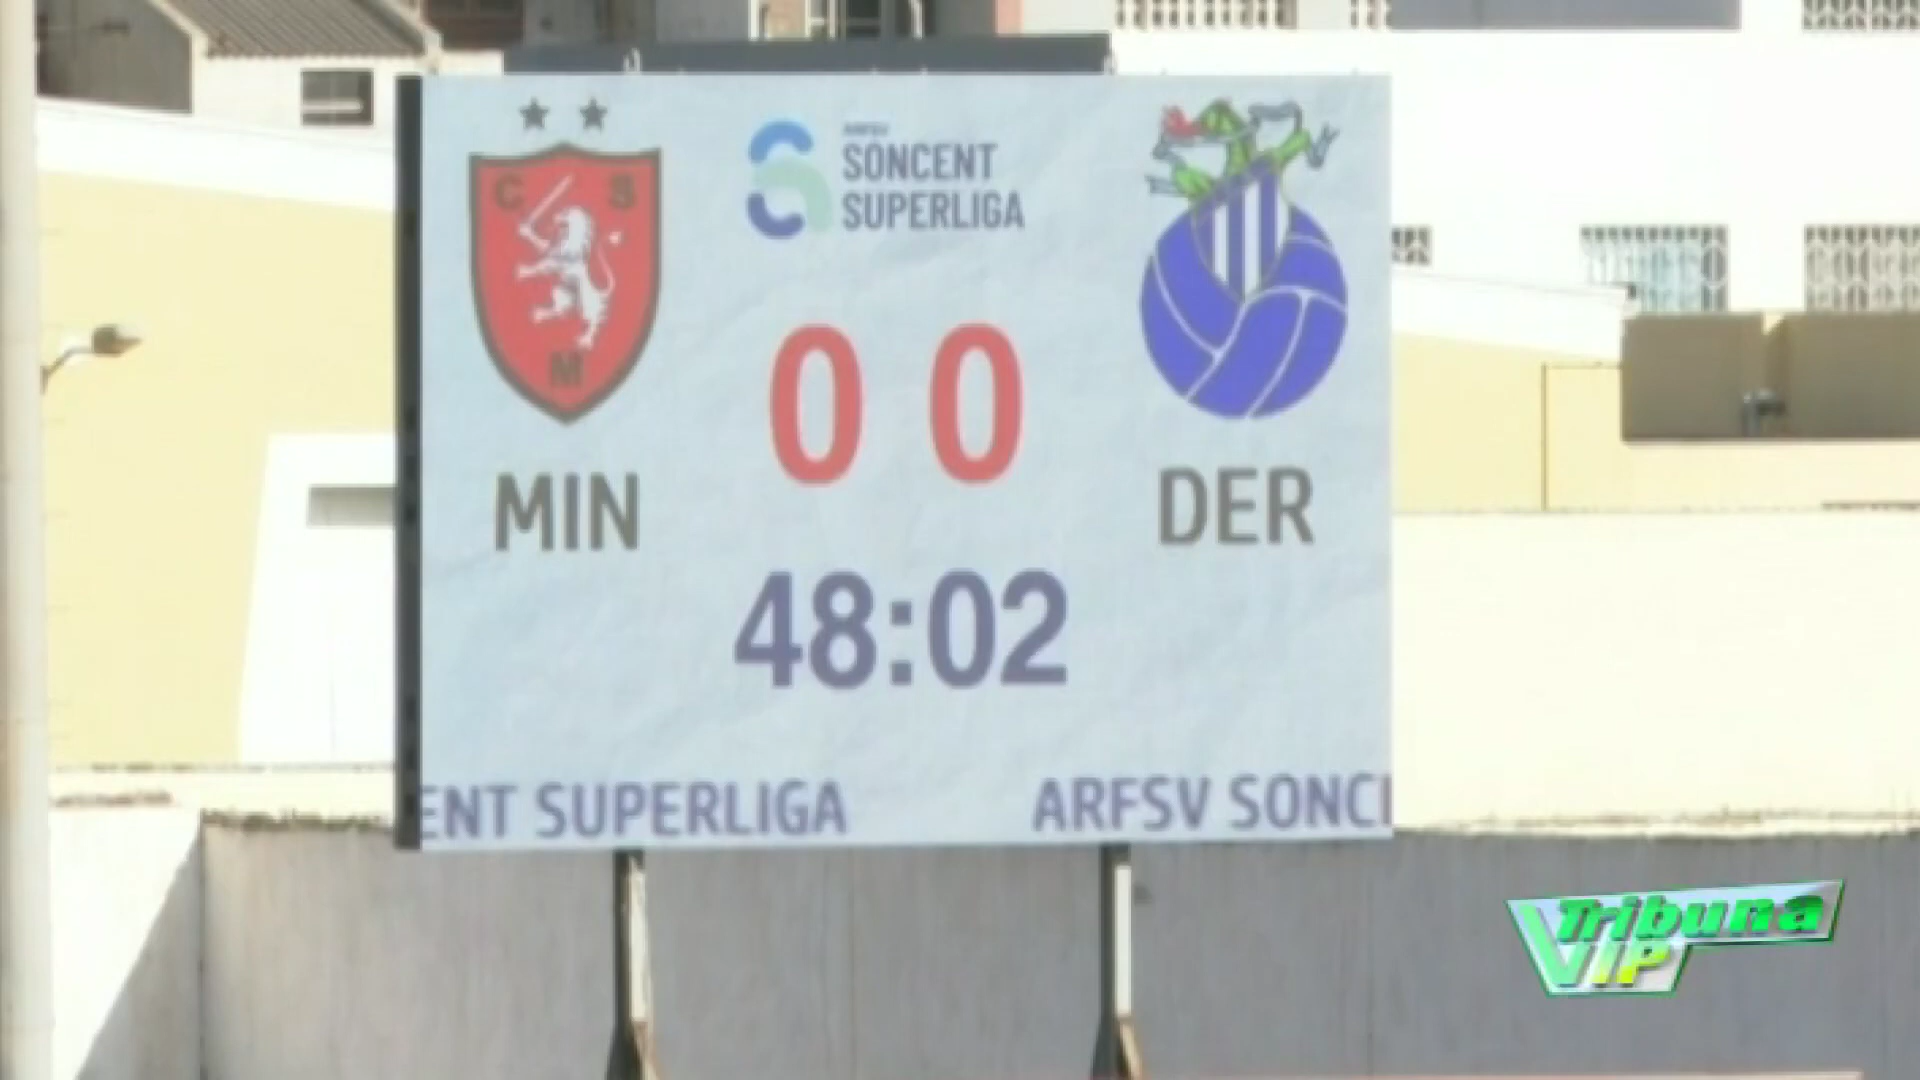 C S
M
ARFSV
SONCENT
SUPERLIGA
0 0
MIN
DER
48:02
ENT SUPERLIGA ARFSV SONC
Tribuna
VIP